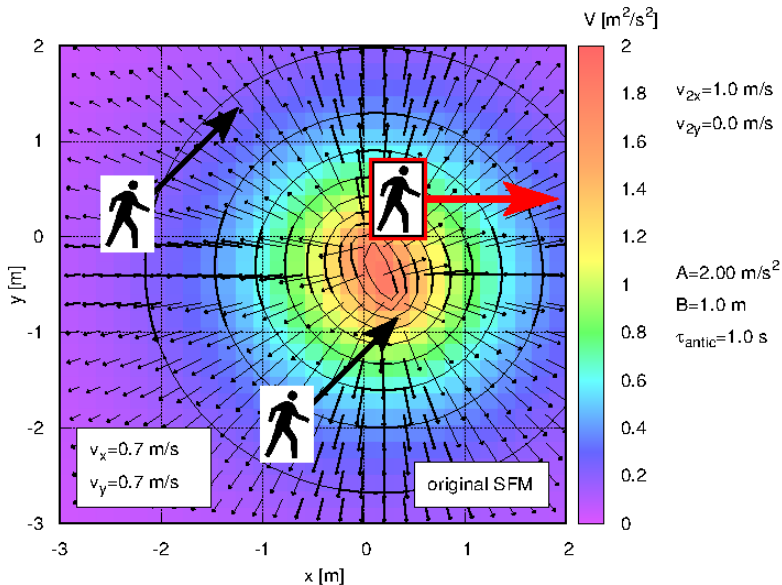 V [m²/s²]
2
1
0
-1
-2
-3
y [m]
-3
-2
-1
0
1
2
x [m]
2
1.8
1.6
1.4
1.2
1
0.8
0.6
0.4
0.2
0
v2x=1.0 m/s
v2y=0.0 m/s
A=2.00 m/s²
B=1.0 m
τantic=1.0 s
vx=0.7 m/s
vy=0.7 m/s
original SFM